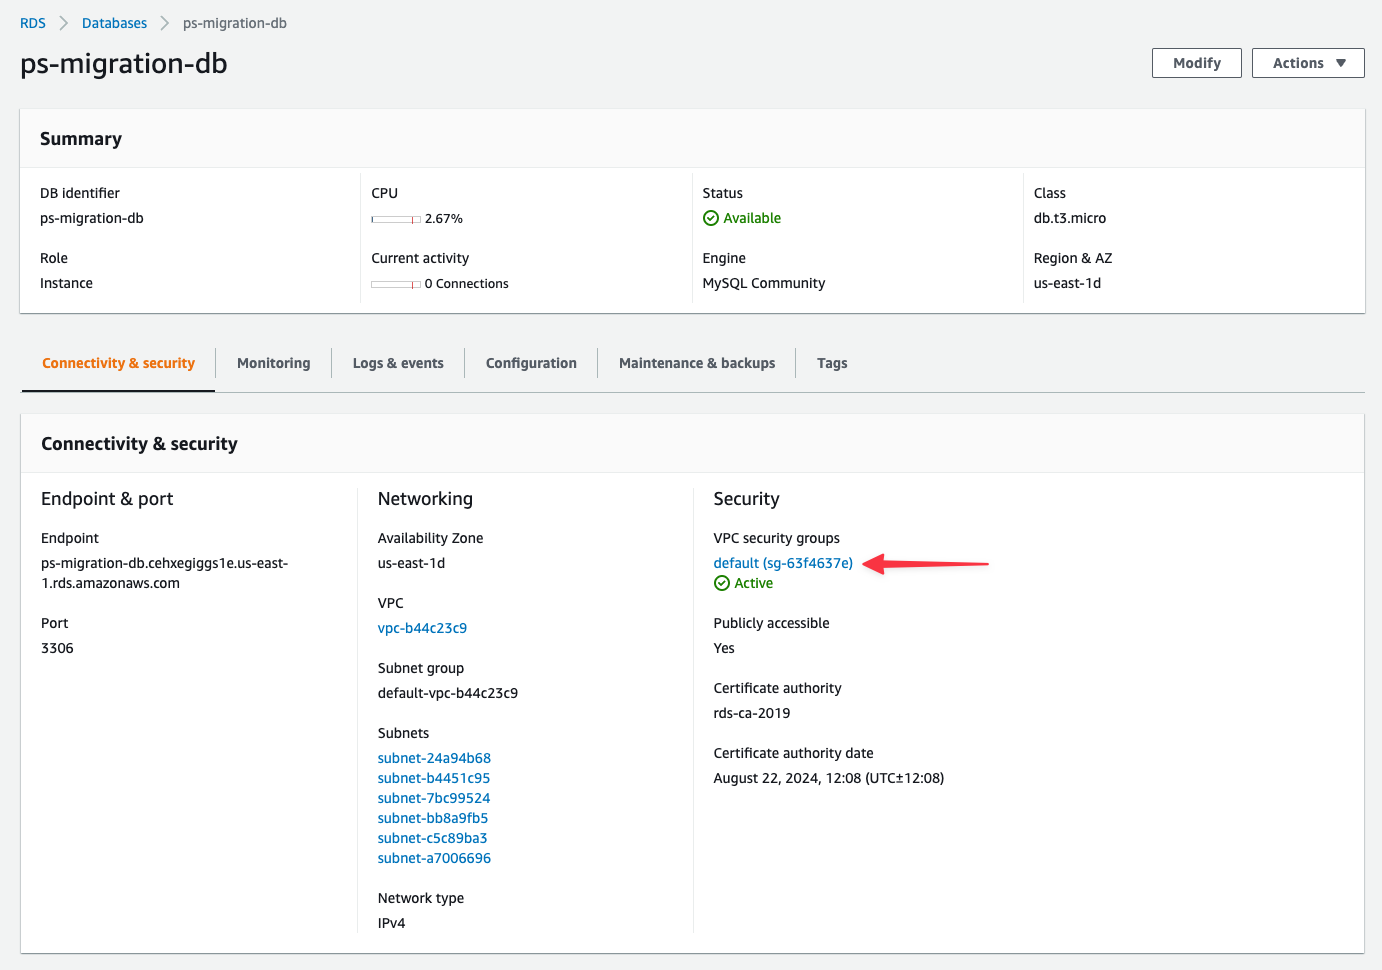 RDS > Databases > ps-migration-db
ps-migration-db
Modify
Actions
Summary
DB identifier
ps-migration-db
CPU
2.67%
Status
Available
Class
db.t3.micro
Role
Instance
Current activity
0 Connections
Engine
MySQL Community
Region & AZ
us-east-1d
Connectivity & security
Monitoring
Logs & events
Configuration
Maintenance & backups
Tags
Connectivity & security
Endpoint & port
Endpoint
ps-migration-db.cehxegiggs1e.us-east-
1.rds.amazonaws.com
Port
3306
Networking
Availability Zone
us-east-1d
VPC
vpc-b44c23c9
Subnet group
default-vpc-b44c23c9
Subnets
subnet-24a94b68
subnet-b4451c95
subnet-7bc99524
subnet-bb8a9fb5
subnet-c5c89ba3
subnet-a7006696
Network type
IPv4
Security
VPC security groups
default (sg-63f4637e)
Active
Publicly accessible
Yes
Certificate authority
rds-ca-2019
Certificate authority date
August 22, 2024, 12:08 (UTC±12:08)